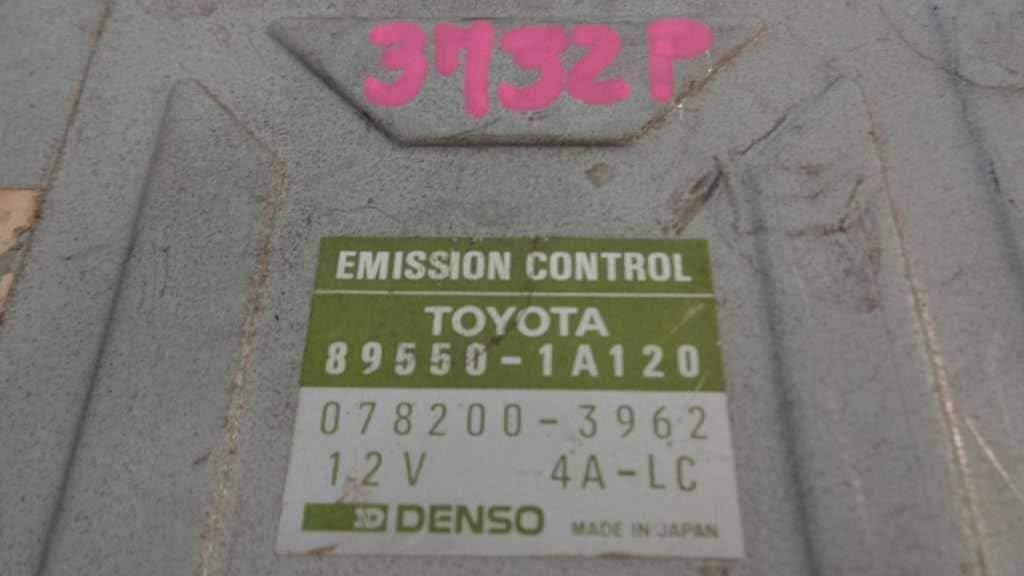 3732P
EMISSION CONTROL
TOYOTA
89550-1A120
078200-3962
12V 4A-LC
DENSO MADE IN JAPAN